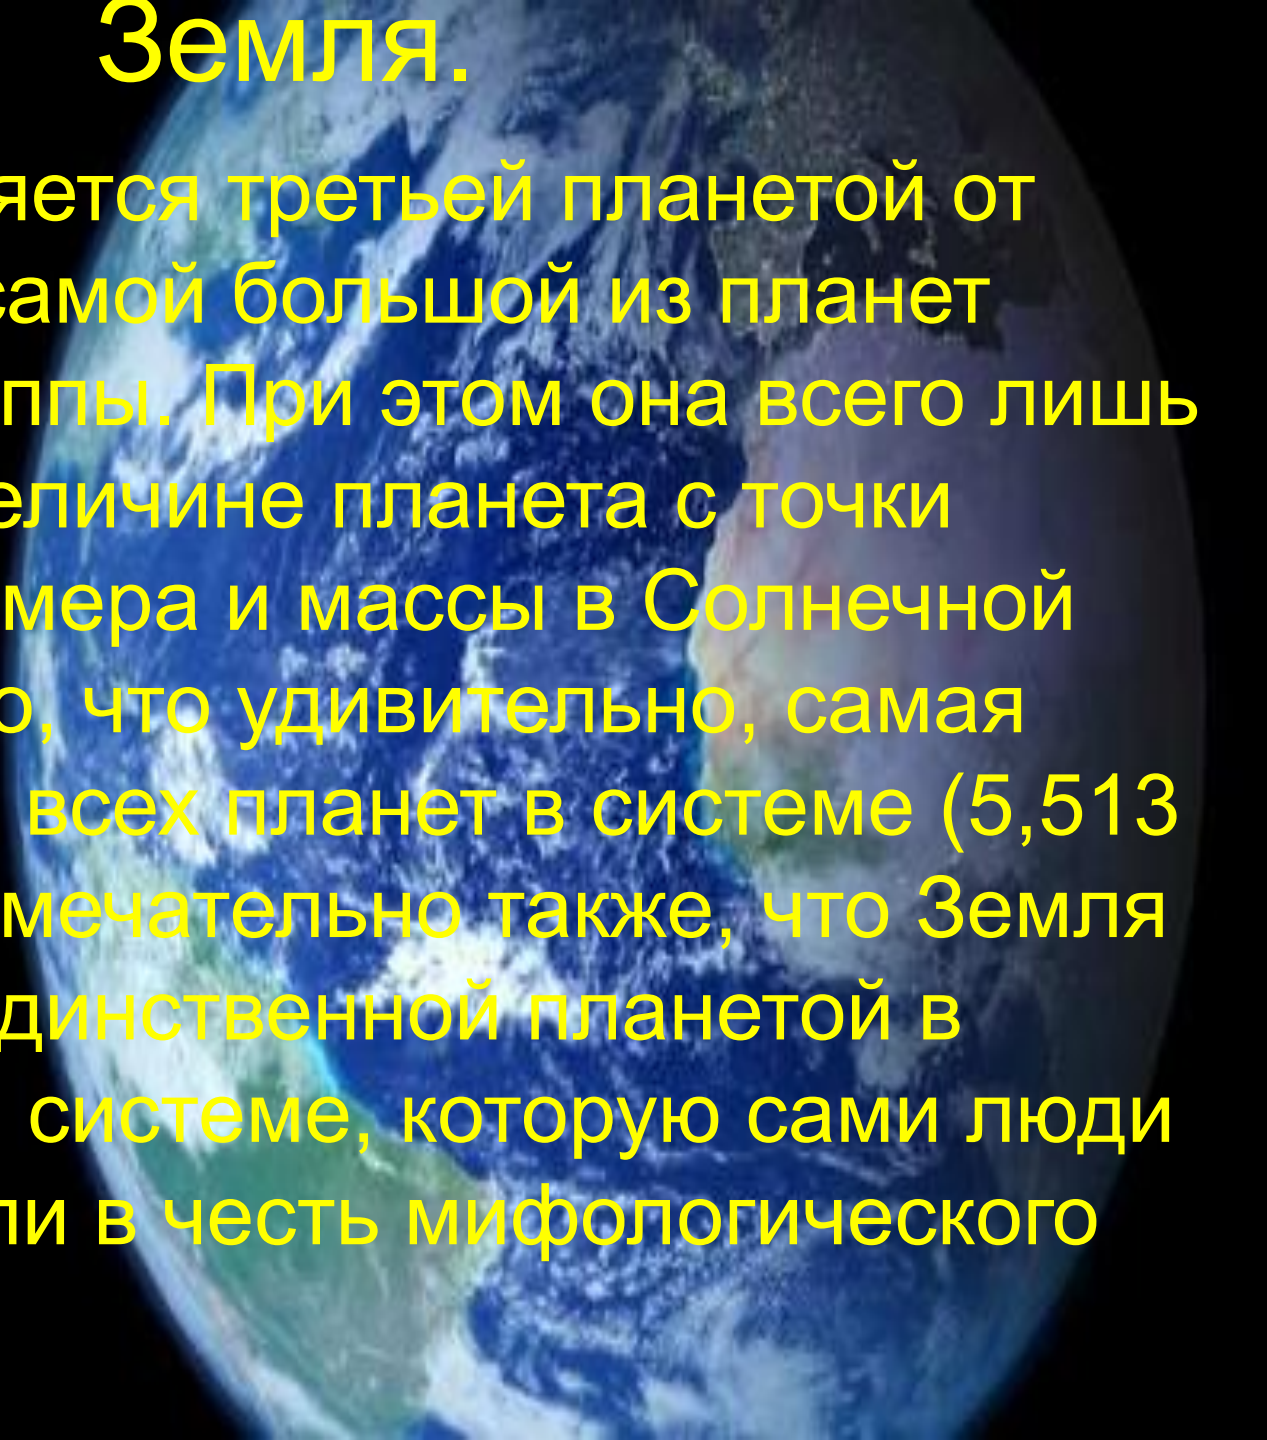 Земля.
яется третьей планетой от
самой большой из планет
ппы. При этом она всего лишь
еличине планета с точки
мера и массы в Солнечной
о, что удивительно, самая
всех планет в системе (5,513
мечательно также, что Земля
динственной планетой в
системе, которую сами люди
ли в честь мифологического